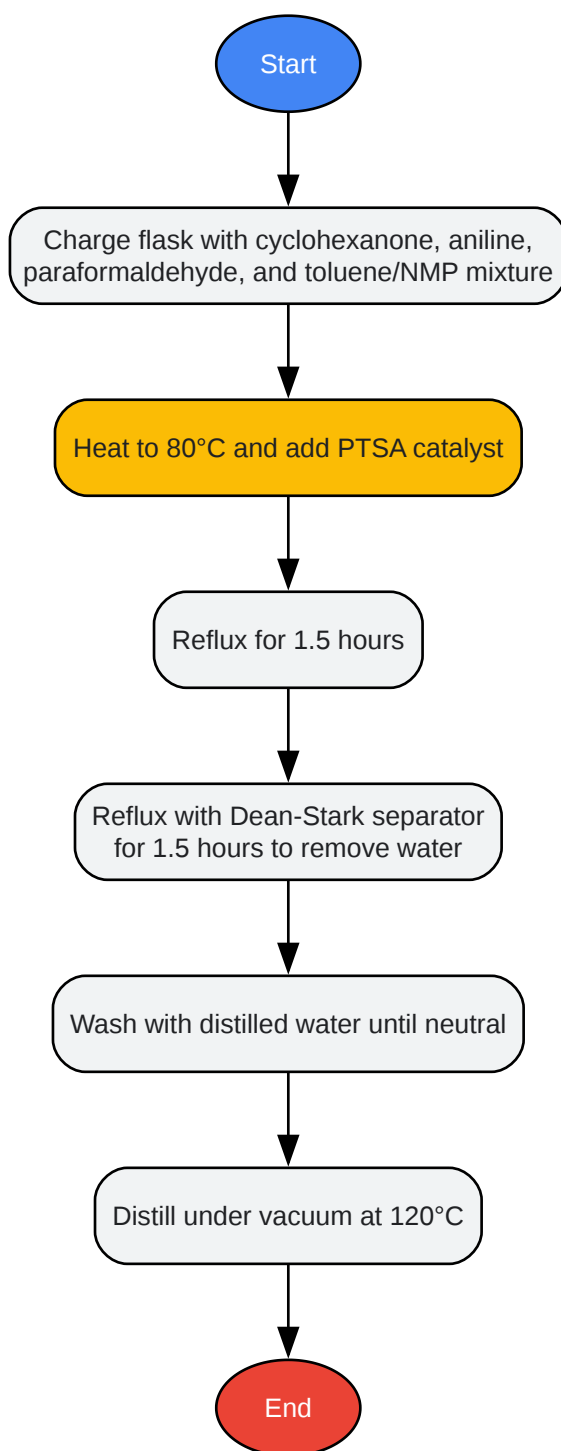 Start
Charge flask with cyclohexanone, aniline,
paraformaldehyde, and toluene/NMP mixture
Heat to 80°C and add PTSA catalyst
Reflux for 1.5 hours
Reflux with Dean-Stark separator
for 1.5 hours to remove water
Wash with distilled water until neutral
Distill under vacuum at 120°C
End